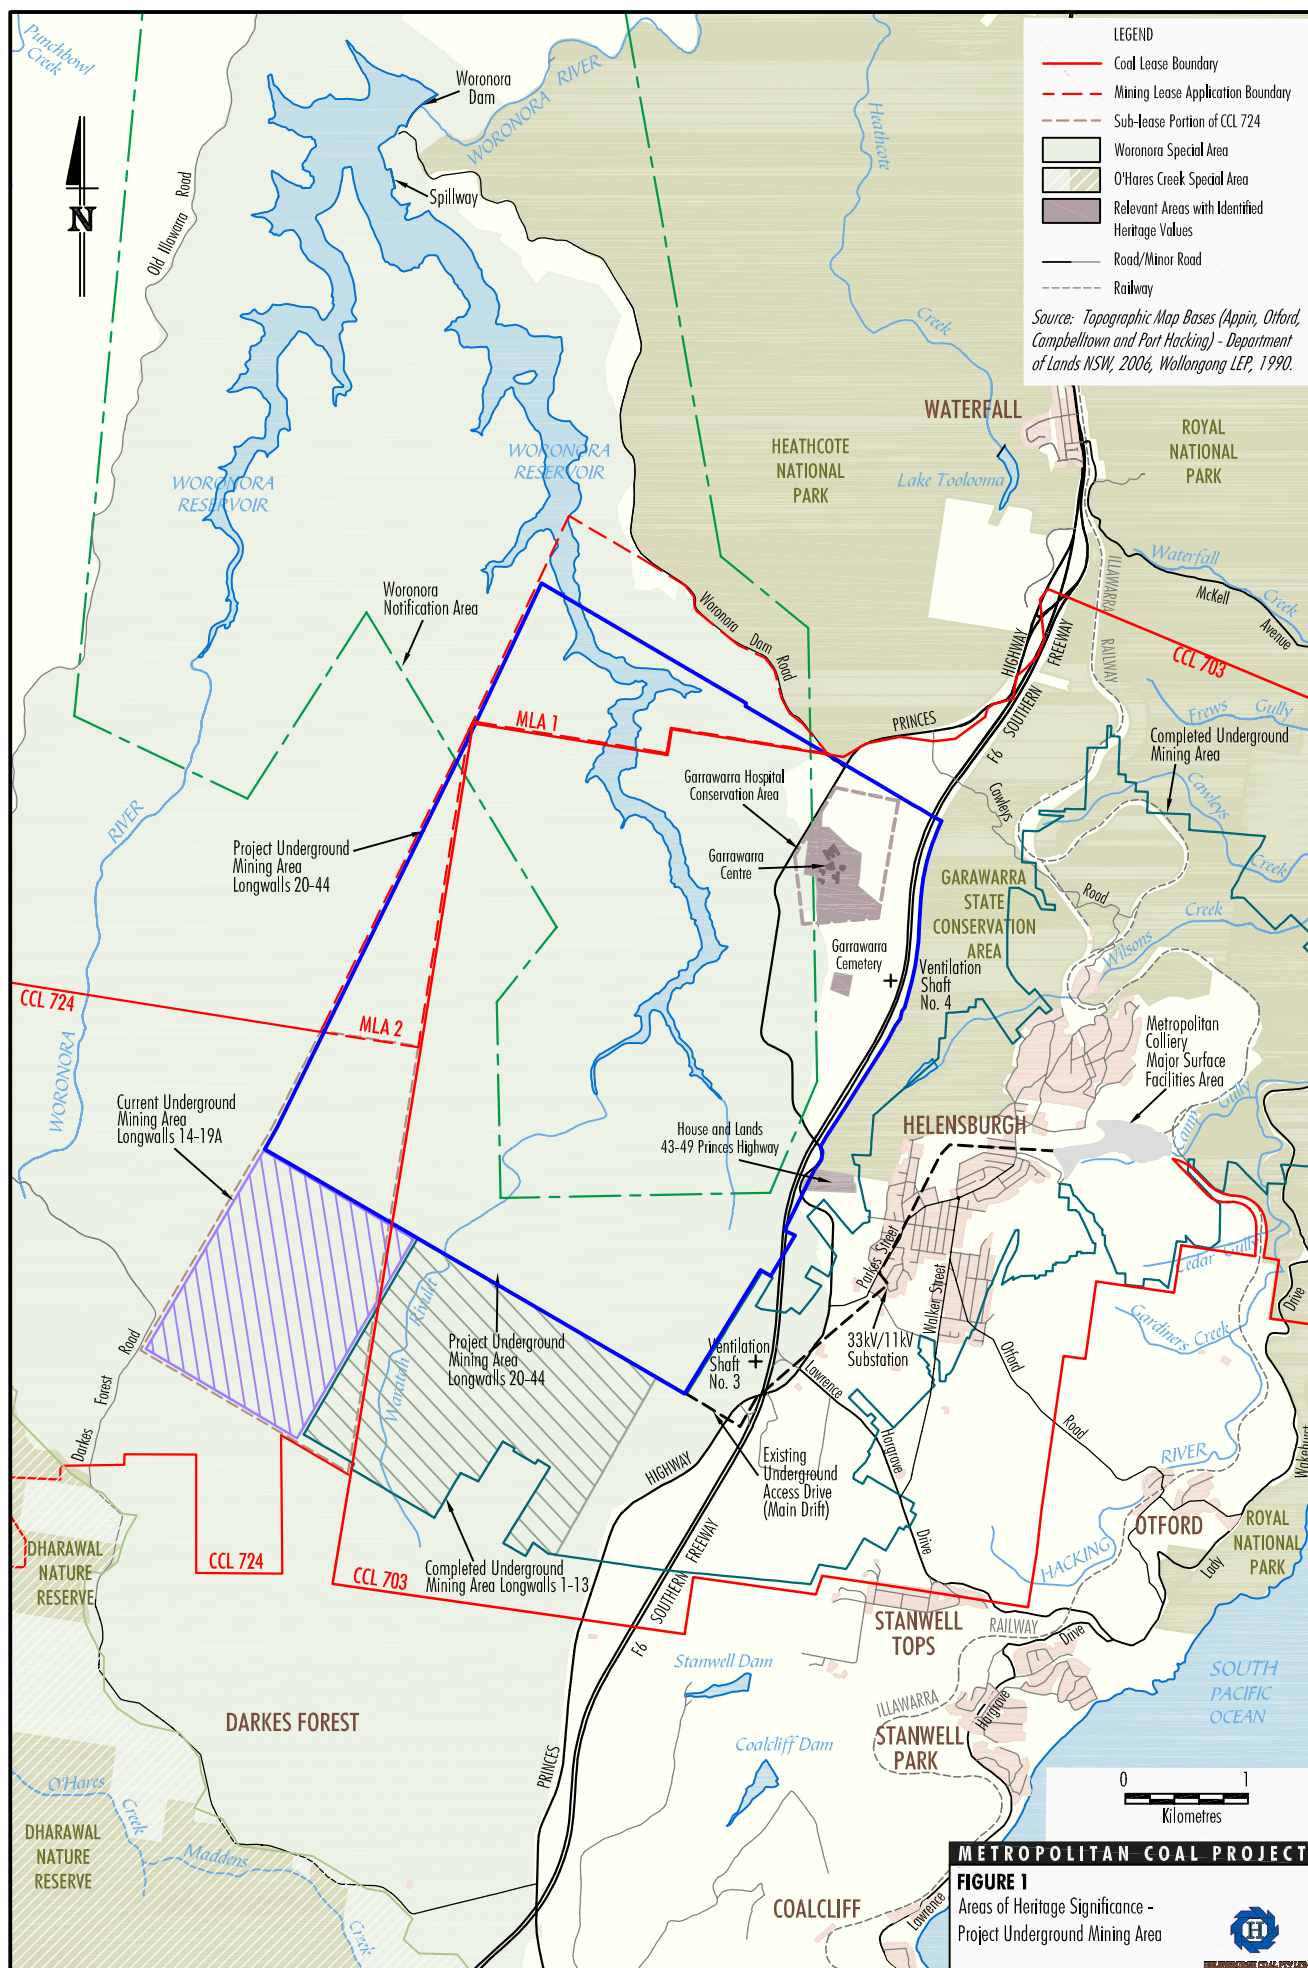 Punchbowl
Creek
Woronora
Dam
WORONORA RIVER
Heathcote
Creek
Spillway
Old Illawarra Road
N
LEGEND
Coal Lease Boundary
Mining Lease Application Boundary
Sub-lease Portion of CCL 724
Woronora Special Area
O'Hares Creek Special Area
Relevant Areas with Identified
Heritage Values
Road/Minor Road
Railway
Source: Topographic Map Bases (Appin, Otford,
Campbelltown and Port Hacking) - Department
of Lands NSW, 2006, Wollongong LEP, 1990.
WATERFALL
HEATHCOTE
NATIONAL
PARK
ROYAL
NATIONAL
PARK
Lake Toolooma
WORONORA
RESERVOIR
WORONORA
RESERVOIR
Waterfall
Creek
McKell
Avenue
ILLAWARRA RAILWAY
Woronora
Notification Area
Woronora Dam Road
HIGHWAY
FREEWAY
CCL 703
MLA 1
PRINCES
F6 SOUTHERN
Frews Gully
Completed Underground
Mining Area
Garrawarra Hospital
Conservation Area
Cawleys
Road
Cawleys
Creek
RIVER
Project Underground
Mining Area
Longwalls 20-44
Garrawarra
Centre
GARAWARRA
STATE
CONSERVATION
AREA
Wilsons
Creek
Garrawarra
Cemetery
Ventilation
Shaft
No. 4
CCL 724
MLA 2
WORONORA
Metropolitan
Colliery
Major Surface
Facilities Area
Camp Gully
Current Underground
Mining Area
Longwalls 14-19A
House and Lands
43-49 Princes Highway
HELENSBURGH
Parkes Street
Walker Street
Cedar Gully
Gardiners Creek
Drive
Waratah Rivulet
Project Underground
Mining Area
Longwalls 20-44
Ventilation
Shaft
No. 3
33kV/11kV
Substation
Otford
Road
Lawrence
Hargrave
Drive
Darkes Forest Road
HIGHWAY
Existing
Underground
Access Drive
(Main Drift)
RIVER
HACKING
Wakehurst
OTFORD
ROYAL
NATIONAL
PARK
Lady
DHARAWAL
NATURE
RESERVE
CCL 724
CCL 703
Completed Underground
Mining Area Longwalls 1-13
F6 SOUTHERN FREEWAY
STANWELL
TOPS
RAILWAY
Drive
Stanwell Dam
ILLAWARRA
Hargrave
SOUTH
PACIFIC
OCEAN
DARKES FOREST
STANWELL
PARK
Coalcliff Dam
PRINCES
O'Hares
Creek
Maddens
Creek
DHARAWAL
NATURE
RESERVE
0 1
Kilometres
COALCLIFF
Lawrence
METROPOLITAN COAL PROJECT
FIGURE 1
Areas of Heritage Significance -
Project Underground Mining Area
H
HELENSBURGH COAL PTY LTD